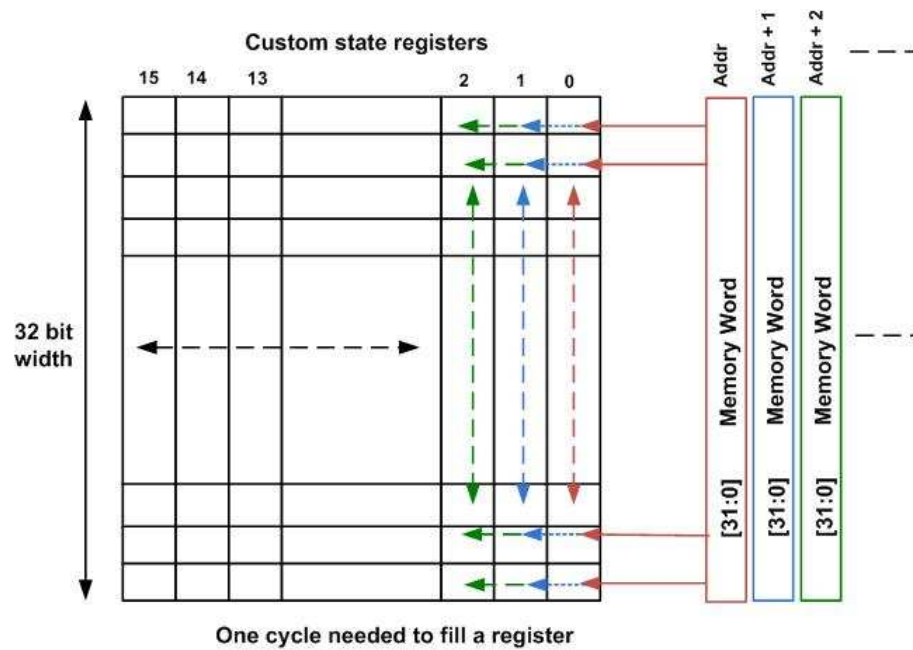 Custom state registers
15 14 13 2 1 0
Addr
Addr + 1
Addr + 2
32 bit
width
[31:0] Memory Word
[31:0] Memory Word
[31:0] Memory Word
One cycle needed to fill a register